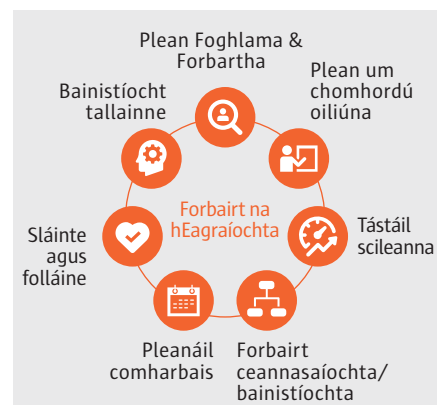 Plean Foghlama &
Forbartha
Plean um
chomhordú
oiliúna
Tástáil
scileanna
Forbairt
ceannasaíochta/
bainistíochta
Pleanáil
comharbais
Sláinte
agus
folláine
Bainistíocht
tallainne
Forbairt na
hEagraíochta